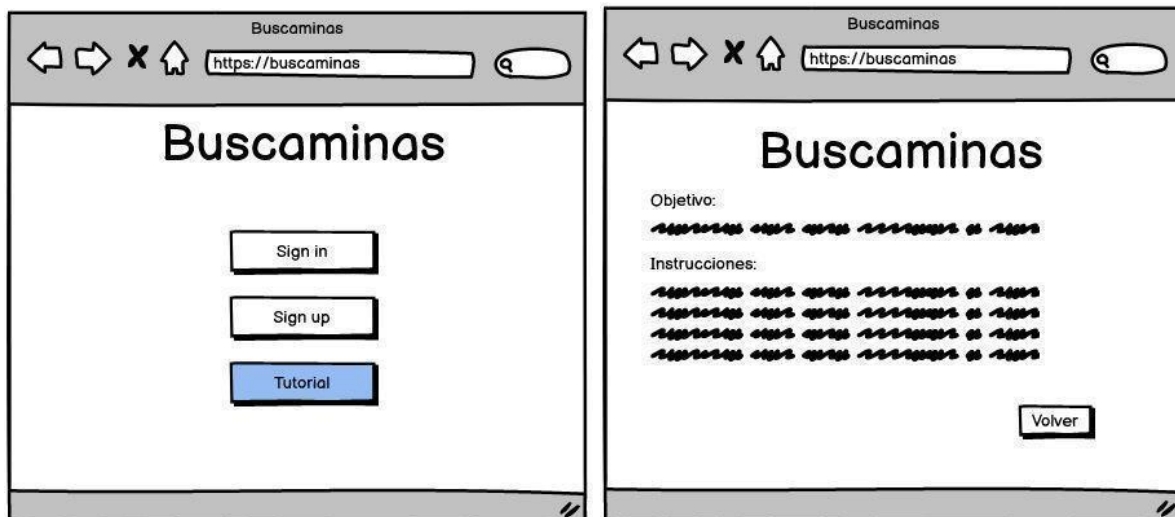 Buscaminas
https://buscaminas
Buscaminas
Sign in
Sign up
Tutorial
Buscaminas
https://buscaminas
Buscaminas
Objetivo:
Instrucciones:
Volver